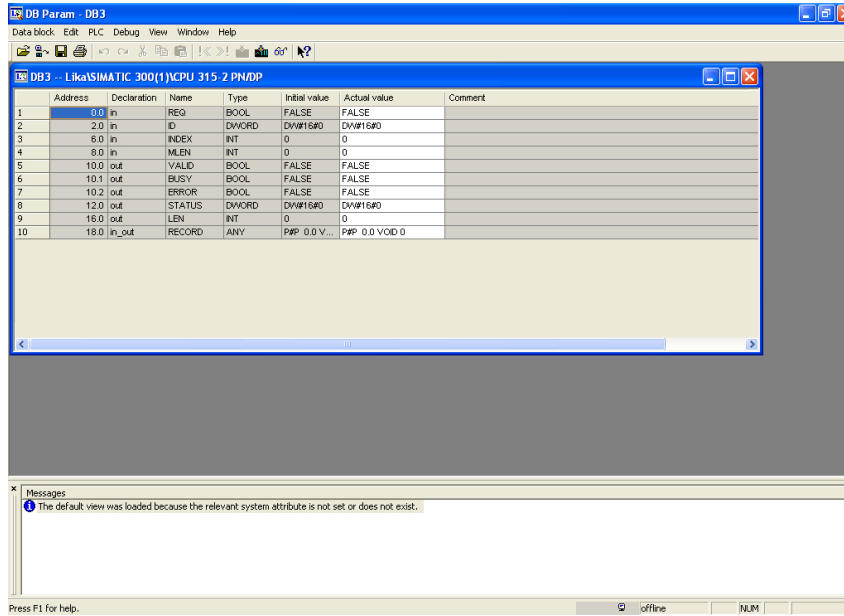 DB Param - DB3
Data block Edit PLC Debug View Window Help
DB3 -- Lika\SIMATIC 300(1)\CPU 315-2 PN/DP
Address Declaration Name Type Initial value Actual value Comment
1 0.0 in REQ BOOL FALSE FALSE
2 2.0 in ID DWORD DW#16#0 DW#16#0
3 6.0 in INDEX INT 0 0
4 8.0 in MLEN INT 0 0
5 10.0 out VALID BOOL FALSE FALSE
6 10.1 out BUSY BOOL FALSE FALSE
7 10.2 out ERROR BOOL FALSE FALSE
8 12.0 out STATUS DWORD DW#16#0 DW#16#0
9 16.0 out LEN INT 0 0
10 18.0 in_out RECORD ANY P#P 0.0 V... P#P 0.0 VOID 0
Messages
The default view was loaded because the relevant system attribute is not set or does not exist.
Press F1 for help. offline NUM